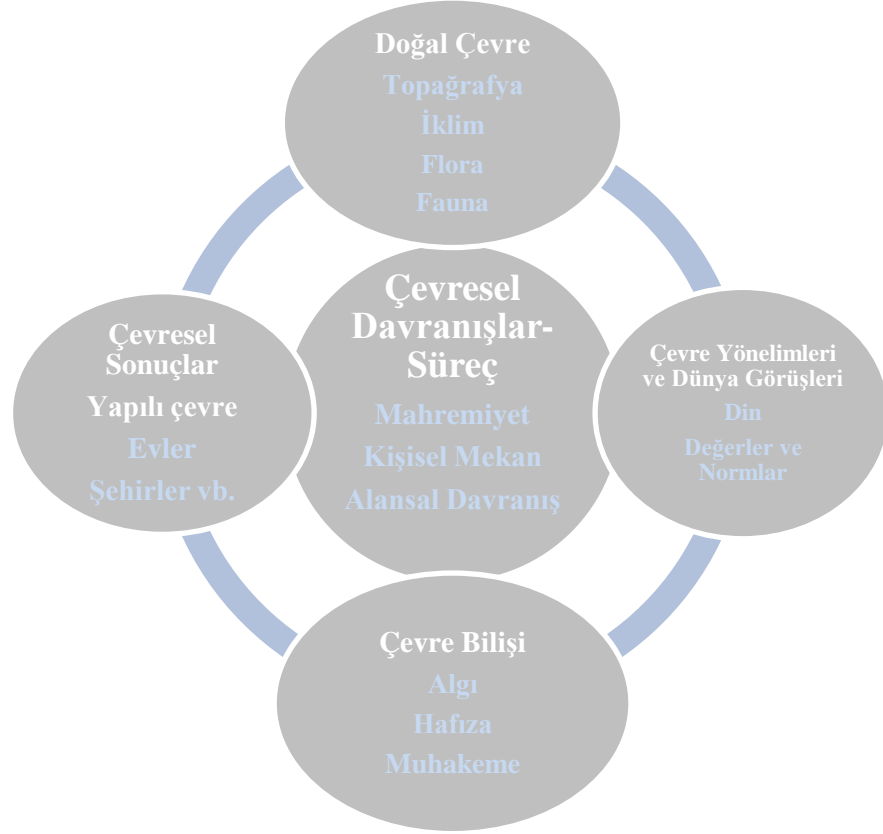 Doğal Çevre
Topağrafya
İklim
Flora
Fauna
Çevresel
Davranışlar-
Süreç
Mahremiyet
Kişisel Mekan
Alansal Davranış
Çevresel
Sonuçlar
Yapılı çevre
Evler
Şehirler vb.
Çevre Yönelimleri
ve Dünya Görüşleri
Din
Değerler ve
Normlar
Çevre Bilişi
Algı
Hafıza
Muhakeme